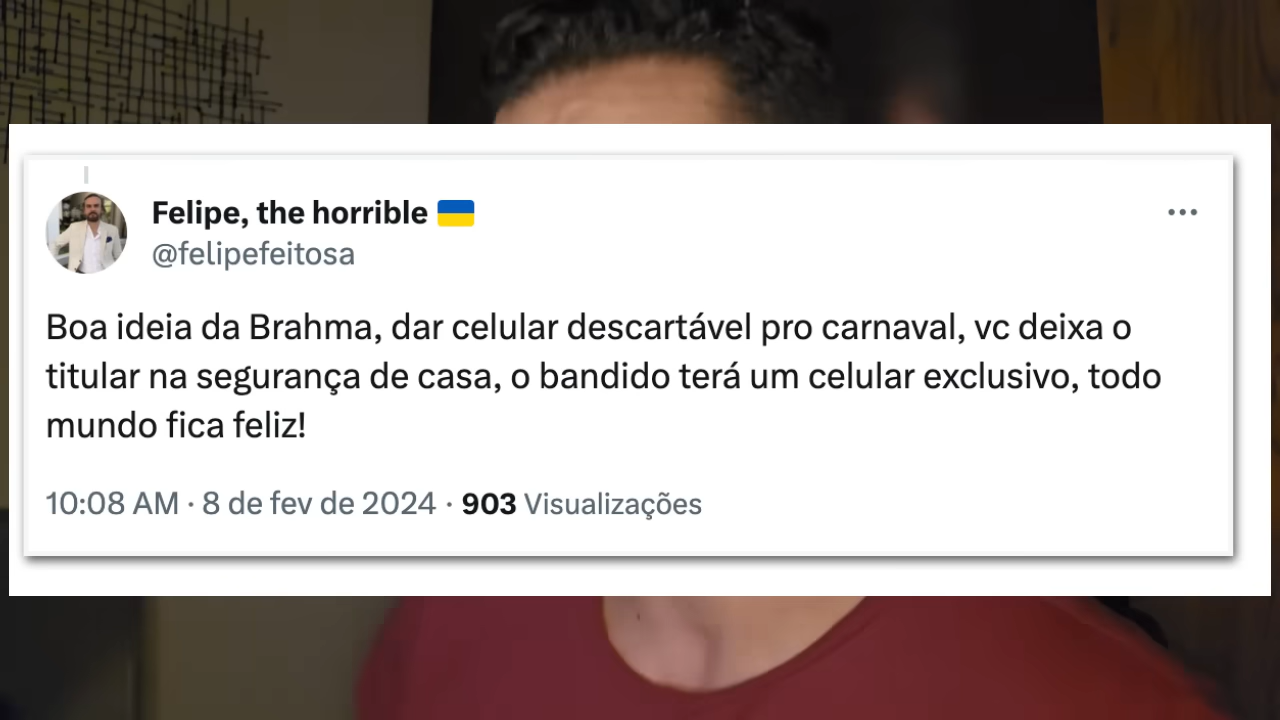 Felipe, the horrible 🇺🇦
@felipefeitosa
Boa ideia da Brahma, dar celular descartável pro carnaval, vc deixa o
titular na segurança de casa, o bandido terá um celular exclusivo, todo
mundo fica feliz!
10:08 AM · 8 de fev de 2024 · 903 Visualizações